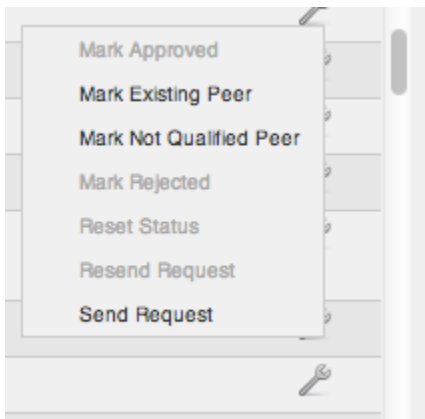 Mark Approved
Mark Existing Peer
Mark Not Qualified Peer
Mark Rejected
Reset Status
Resend Request
Send Request